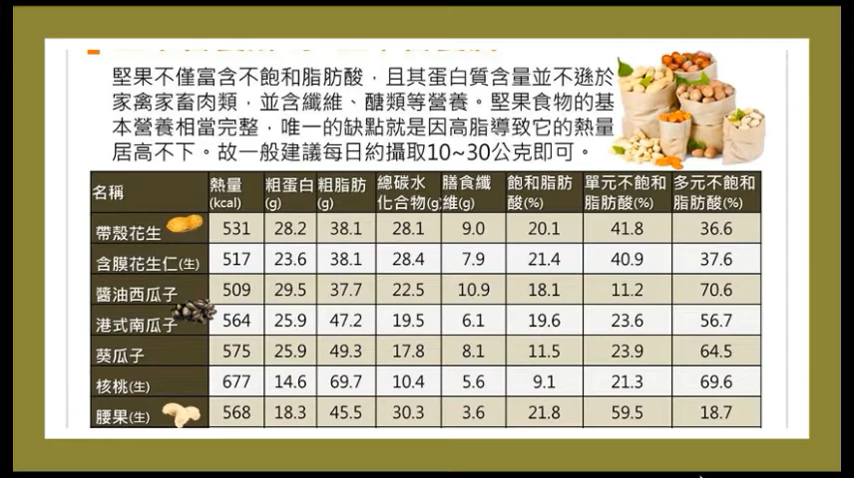 堅果不僅富含不飽和脂肪酸，且其蛋白質含量並不遜於
家禽家畜肉類，並含纖維、醣類等營養。堅果食物的基
本營養相當完整，唯一的缺點就是因高脂導致它的熱量
居高不下。故一般建議每日約攝取10~30公克即可。
名稱 熱量(kcal) 粗蛋白(g) 粗脂肪(g) 總碳水化合物(g) 膳食纖維(g) 飽和脂肪酸(%) 單元不飽和脂肪酸(%) 多元不飽和脂肪酸(%)
帶殼花生 531 28.2 38.1 28.1 9.0 20.1 41.8 36.6
含膜花生仁(生) 517 23.6 38.1 28.4 7.9 21.4 40.9 37.6
醬油西瓜子 509 29.5 37.7 22.5 10.9 18.1 11.2 70.6
港式南瓜子 564 25.9 47.2 19.5 6.1 19.6 23.6 56.7
葵瓜子 575 25.9 49.3 17.8 8.1 11.5 23.9 64.5
核桃(生) 677 14.6 69.7 10.4 5.6 9.1 21.3 69.6
腰果(生) 568 18.3 45.5 30.3 3.6 21.8 59.5 18.7